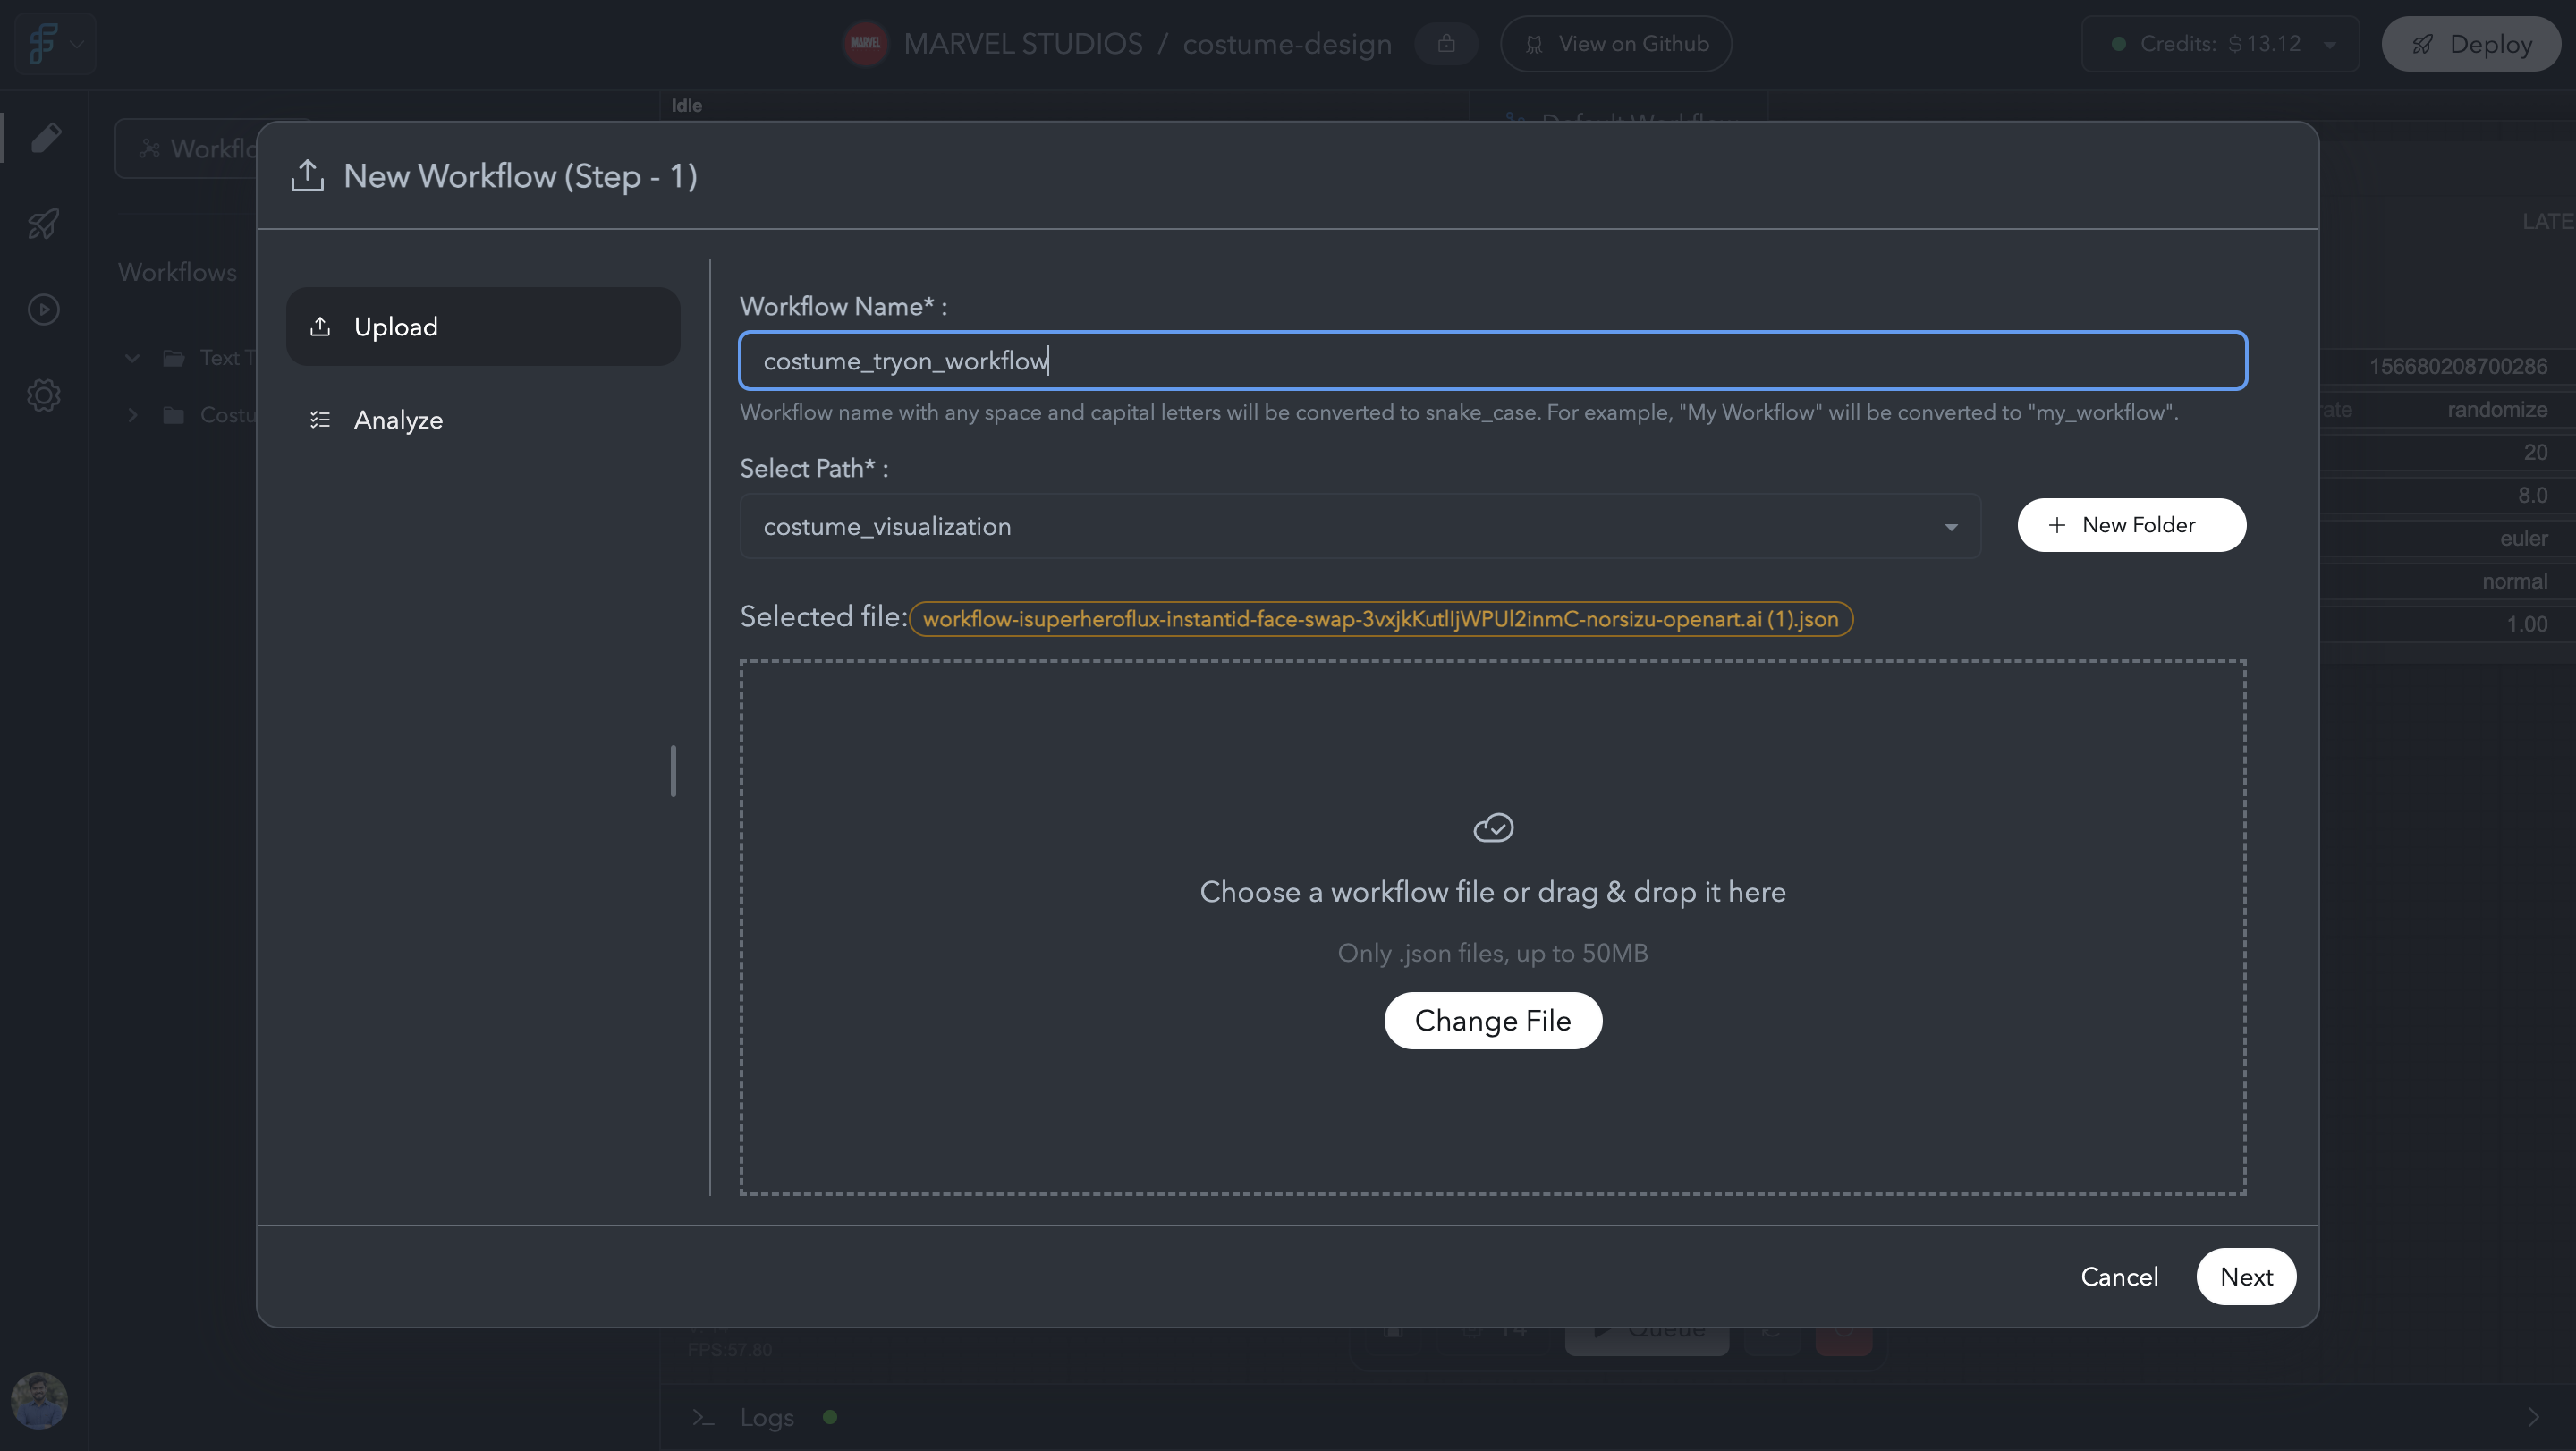 MARVEL
MARVEL STUDIOS / costume-design
View on Github
Credits: $ 13.12
Deploy
Idle
Default Workflow
Workflo
New Workflow (Step - 1)
Workflows
Text T
Costu
Upload
Analyze
Workflow Name* :
costume_tryon_workflow
Workflow name with any space and capital letters will be converted to snake_case. For example, "My Workflow" will be converted to "my_workflow".
Select Path* :
costume_visualization
+ New Folder
Selected file: workflow-isuperheroflux-instantid-face-swap-3vxjkKutlIjWPUl2inmC-norsizu-openart.ai (1).json
Choose a workflow file or drag & drop it here
Only .json files, up to 50MB
Change File
Cancel
Next
LATE
156680208700286
rate
randomize
20
8.0
euler
normal
1.00
FPS:57.80
14
Queue
Logs